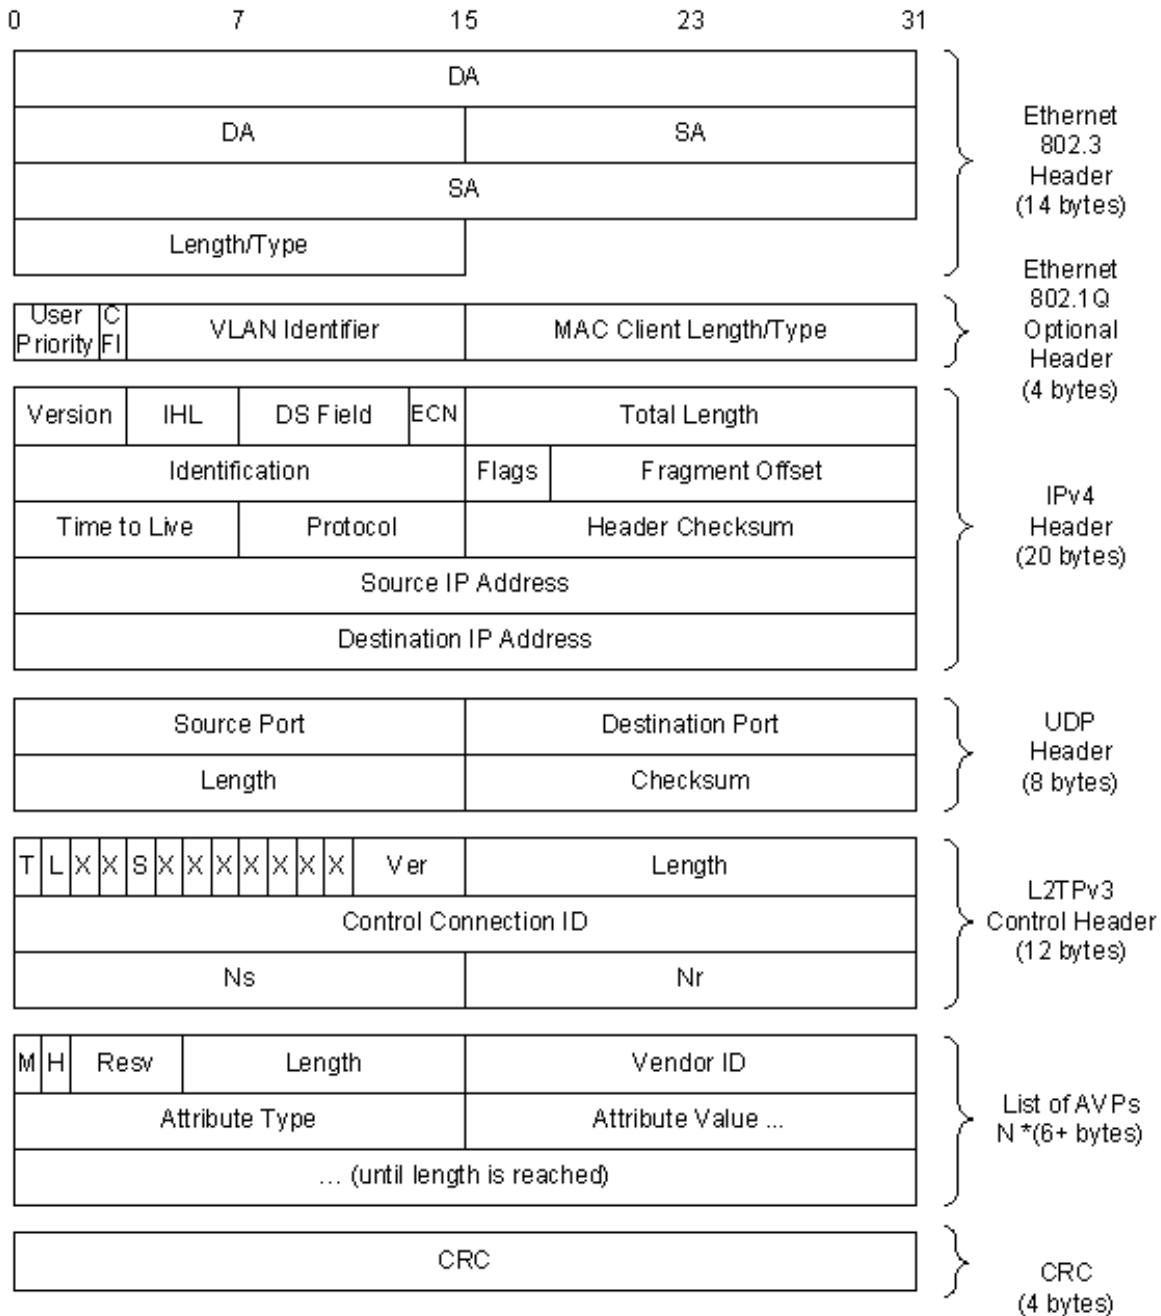 0 7 15 23 31
DA
DA SA
SA
Length/Type
Ethernet
802.3
Header
(14 bytes)
User
Priority
C
FI
VLAN Identifier
MAC Client Length/Type
Ethernet
802.1Q
Optional
Header
(4 bytes)
Version IHL DS Field ECN Total Length
Identification Flags Fragment Offset
Time to Live Protocol Header Checksum
Source IP Address
Destination IP Address
IPv4
Header
(20 bytes)
Source Port Destination Port
Length Checksum
UDP
Header
(8 bytes)
T L X X S X X X X X X X Ver Length
Control Connection ID
Ns Nr
L2TPv3
Control Header
(12 bytes)
M H Resv Length Vendor ID
Attribute Type Attribute Value ...
... (until length is reached)
List of AVPs
N *(6+ bytes)
CRC
CRC
(4 bytes)